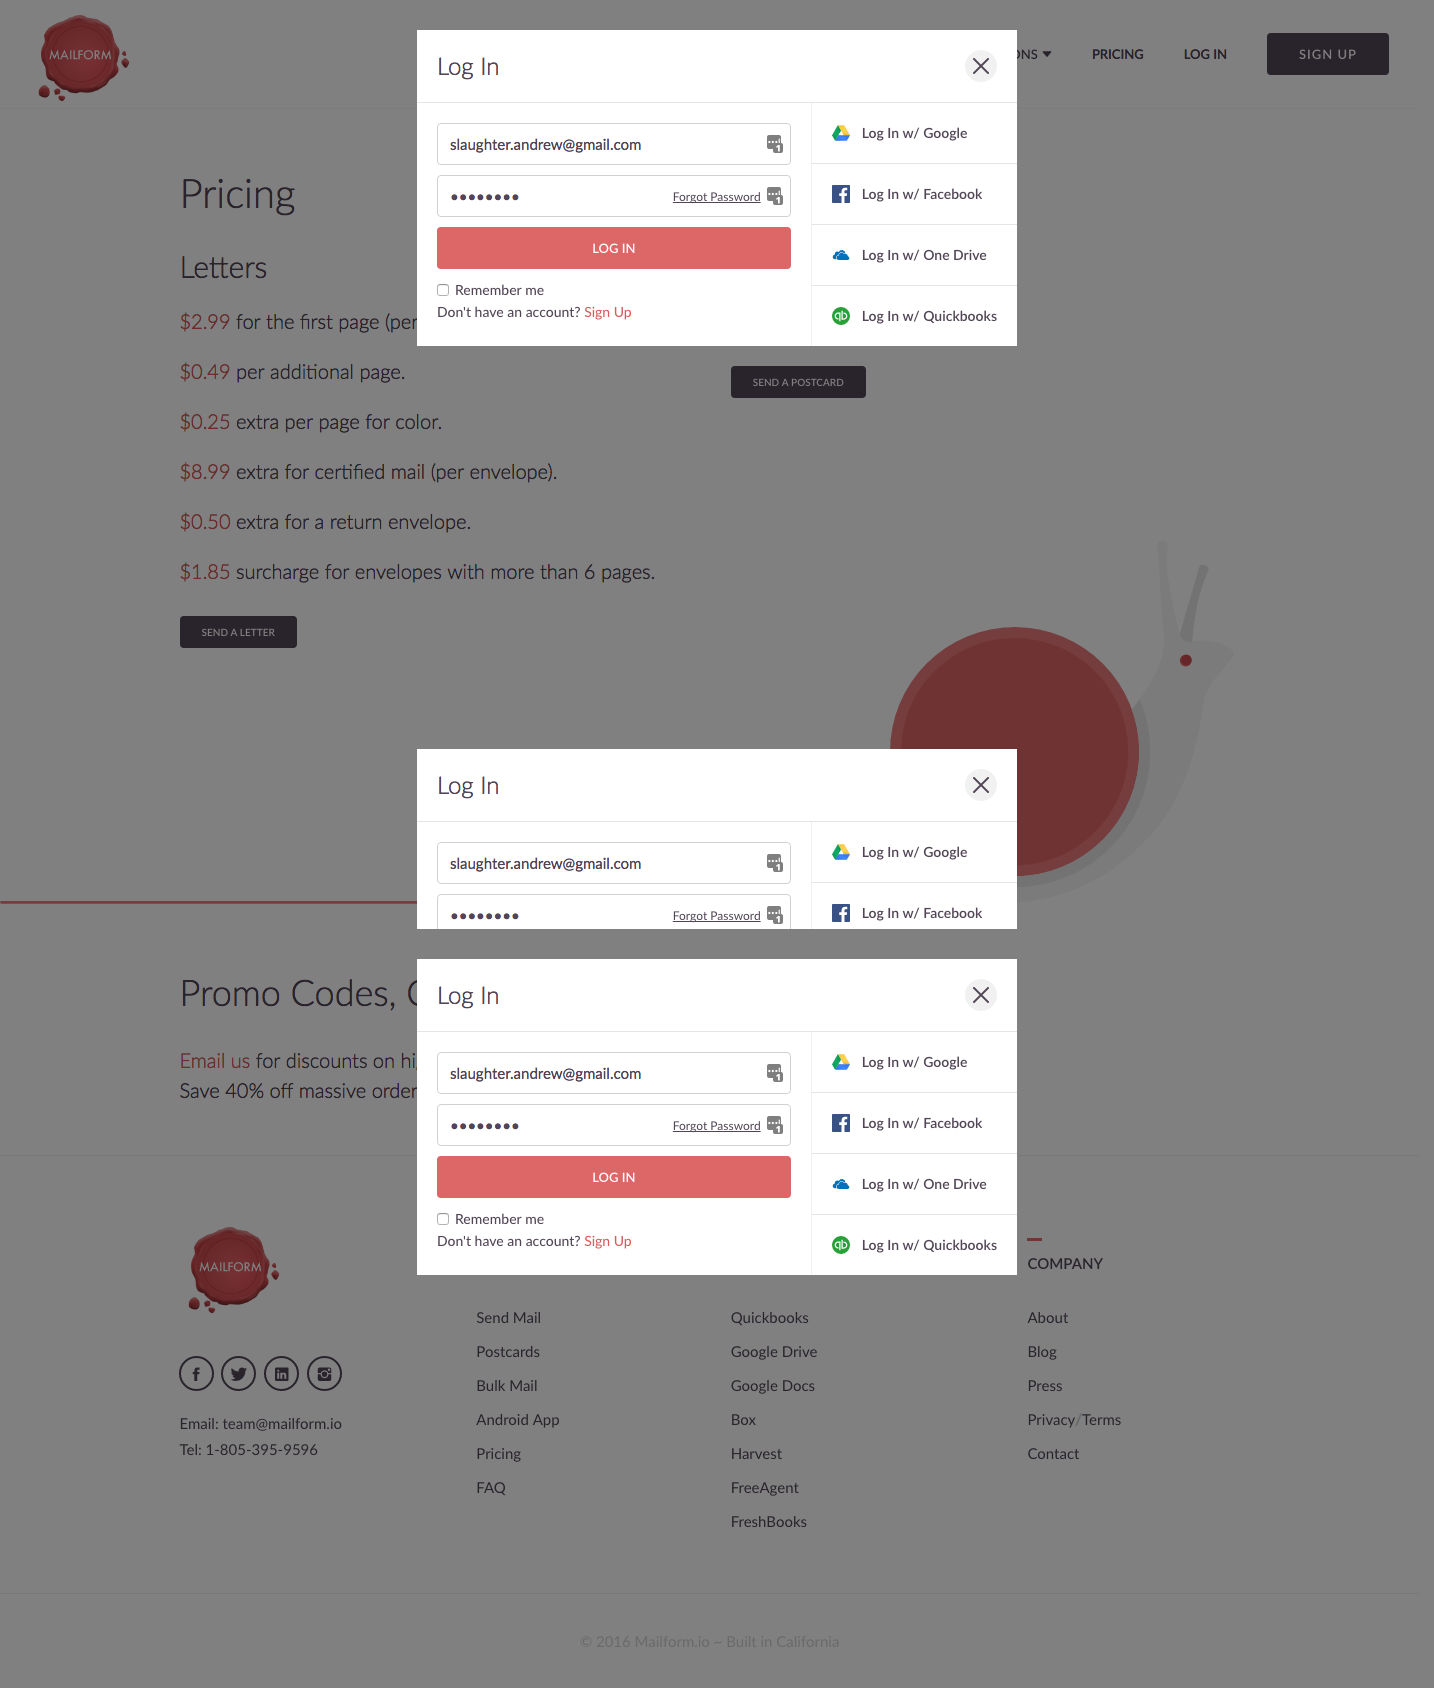 MAILFORM
ONS
PRICING
LOG IN
SIGN UP
Log In
slaughter.andrew@gmail.com
Forgot Password
LOG IN
Remember me
Don't have an account? Sign Up
Log In w/ Google
Log In w/ Facebook
Log In w/ One Drive
Log In w/ Quickbooks
Pricing
Letters
$2.99 for the first page (per
$0.49 per additional page.
$0.25 extra per page for color.
$8.99 extra for certified mail (per envelope).
$0.50 extra for a return envelope.
$1.85 surcharge for envelopes with more than 6 pages.
SEND A LETTER
SEND A POSTCARD
Log In
slaughter.andrew@gmail.com
Forgot Password
Log In w/ Google
Log In w/ Facebook
Promo Codes,
Email us for discounts on hi
Save 40% off massive order
Log In
slaughter.andrew@gmail.com
Forgot Password
LOG IN
Remember me
Don't have an account? Sign Up
Log In w/ Google
Log In w/ Facebook
Log In w/ One Drive
Log In w/ Quickbooks
MAILFORM
Email: team@mailform.io
Tel: 1-805-395-9596
Send Mail
Postcards
Bulk Mail
Android App
Pricing
FAQ
Quickbooks
Google Drive
Google Docs
Box
Harvest
FreeAgent
FreshBooks
COMPANY
About
Blog
Press
Privacy/Terms
Contact
© 2016 Mailform.io ~ Built in California